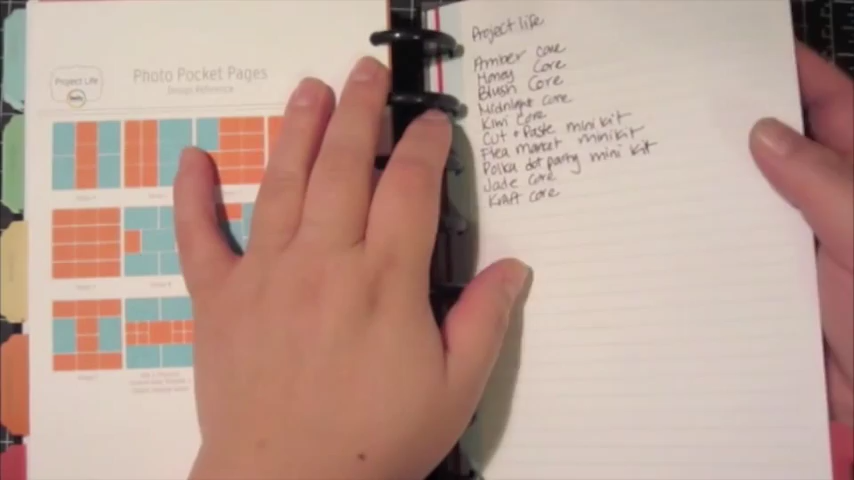 Project Life
Photo Pocket Pages
Design Reference
Project life
Amber core
Honey core
Blush core
Midnight core
Kiwi core
Cut + Paste mini kit
Flea market minikit
Polka dot party mini kit
Jade core
Kraft core